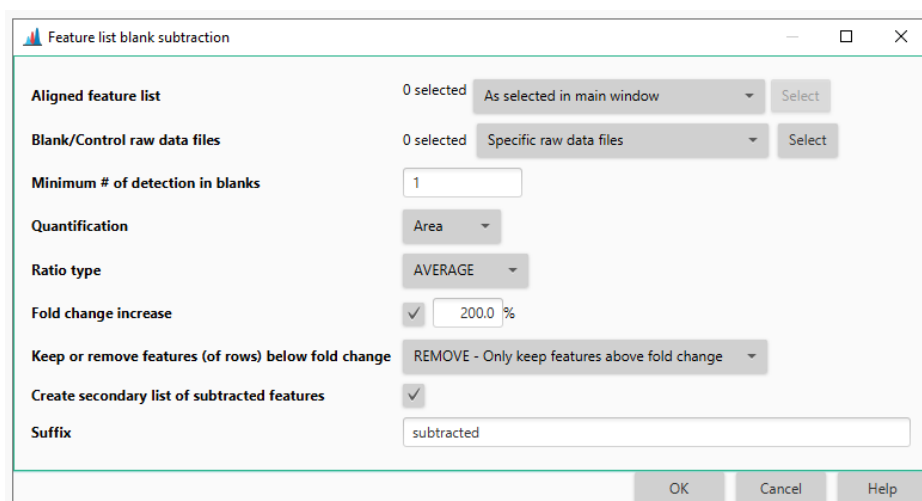 Feature list blank subtraction
Aligned feature list 0 selected As selected in main window Select
Blank/Control raw data files 0 selected Specific raw data files Select
Minimum # of detection in blanks 1
Quantification Area
Ratio type AVERAGE
Fold change increase 200.0 %
Keep or remove features (of rows) below fold change REMOVE - Only keep features above fold change
Create secondary list of subtracted features
Suffix subtracted
OK Cancel Help